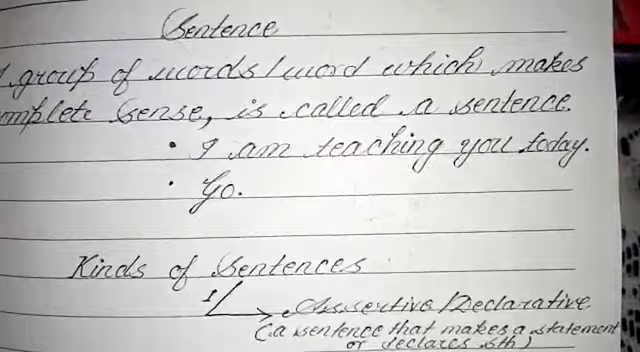 Sentence
A group of words/word which makes
complete sense, is called a sentence.
• I am teaching you today.
• Go.
Kinds of Sentences
1
Assertive/Declarative
(a sentence that makes a statement
or declares sth)